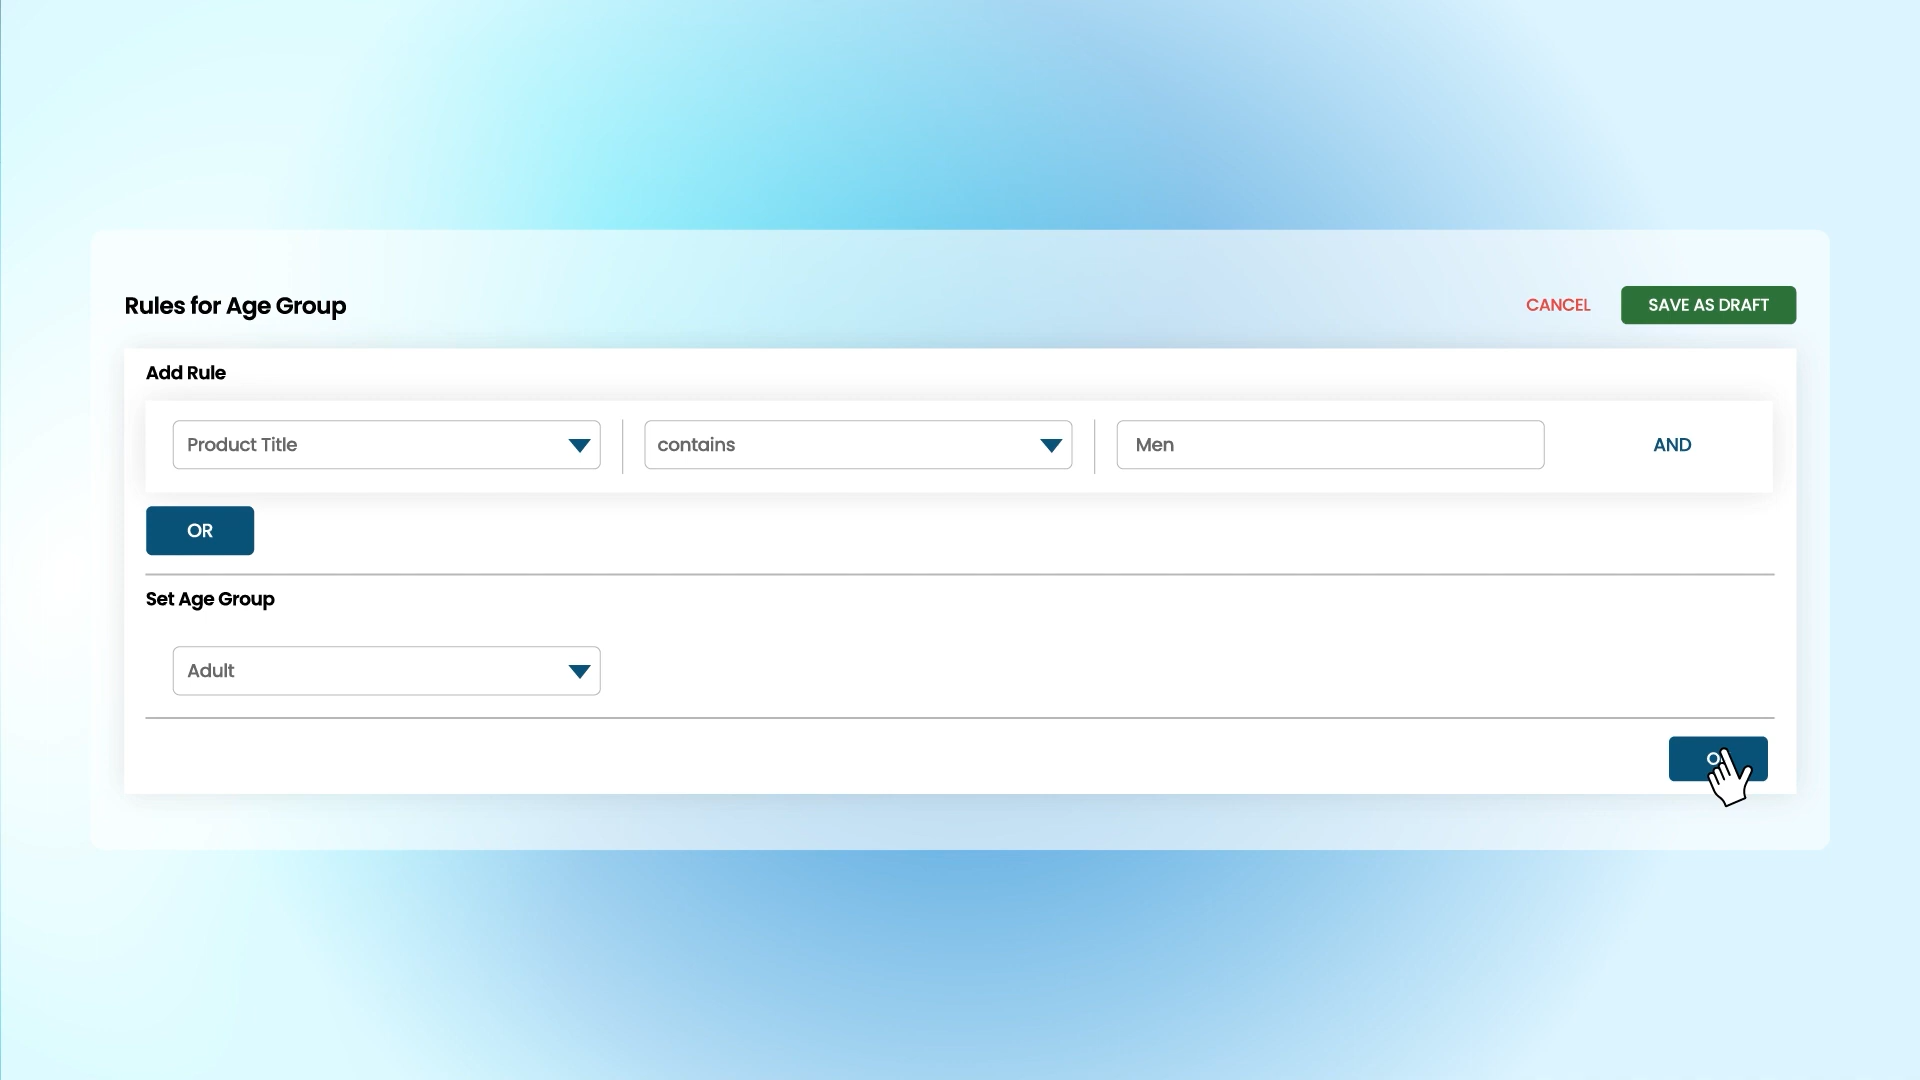 Rules for Age Group
CANCEL
SAVE AS DRAFT
Add Rule
Product Title
contains
Men
AND
OR
Set Age Group
Adult